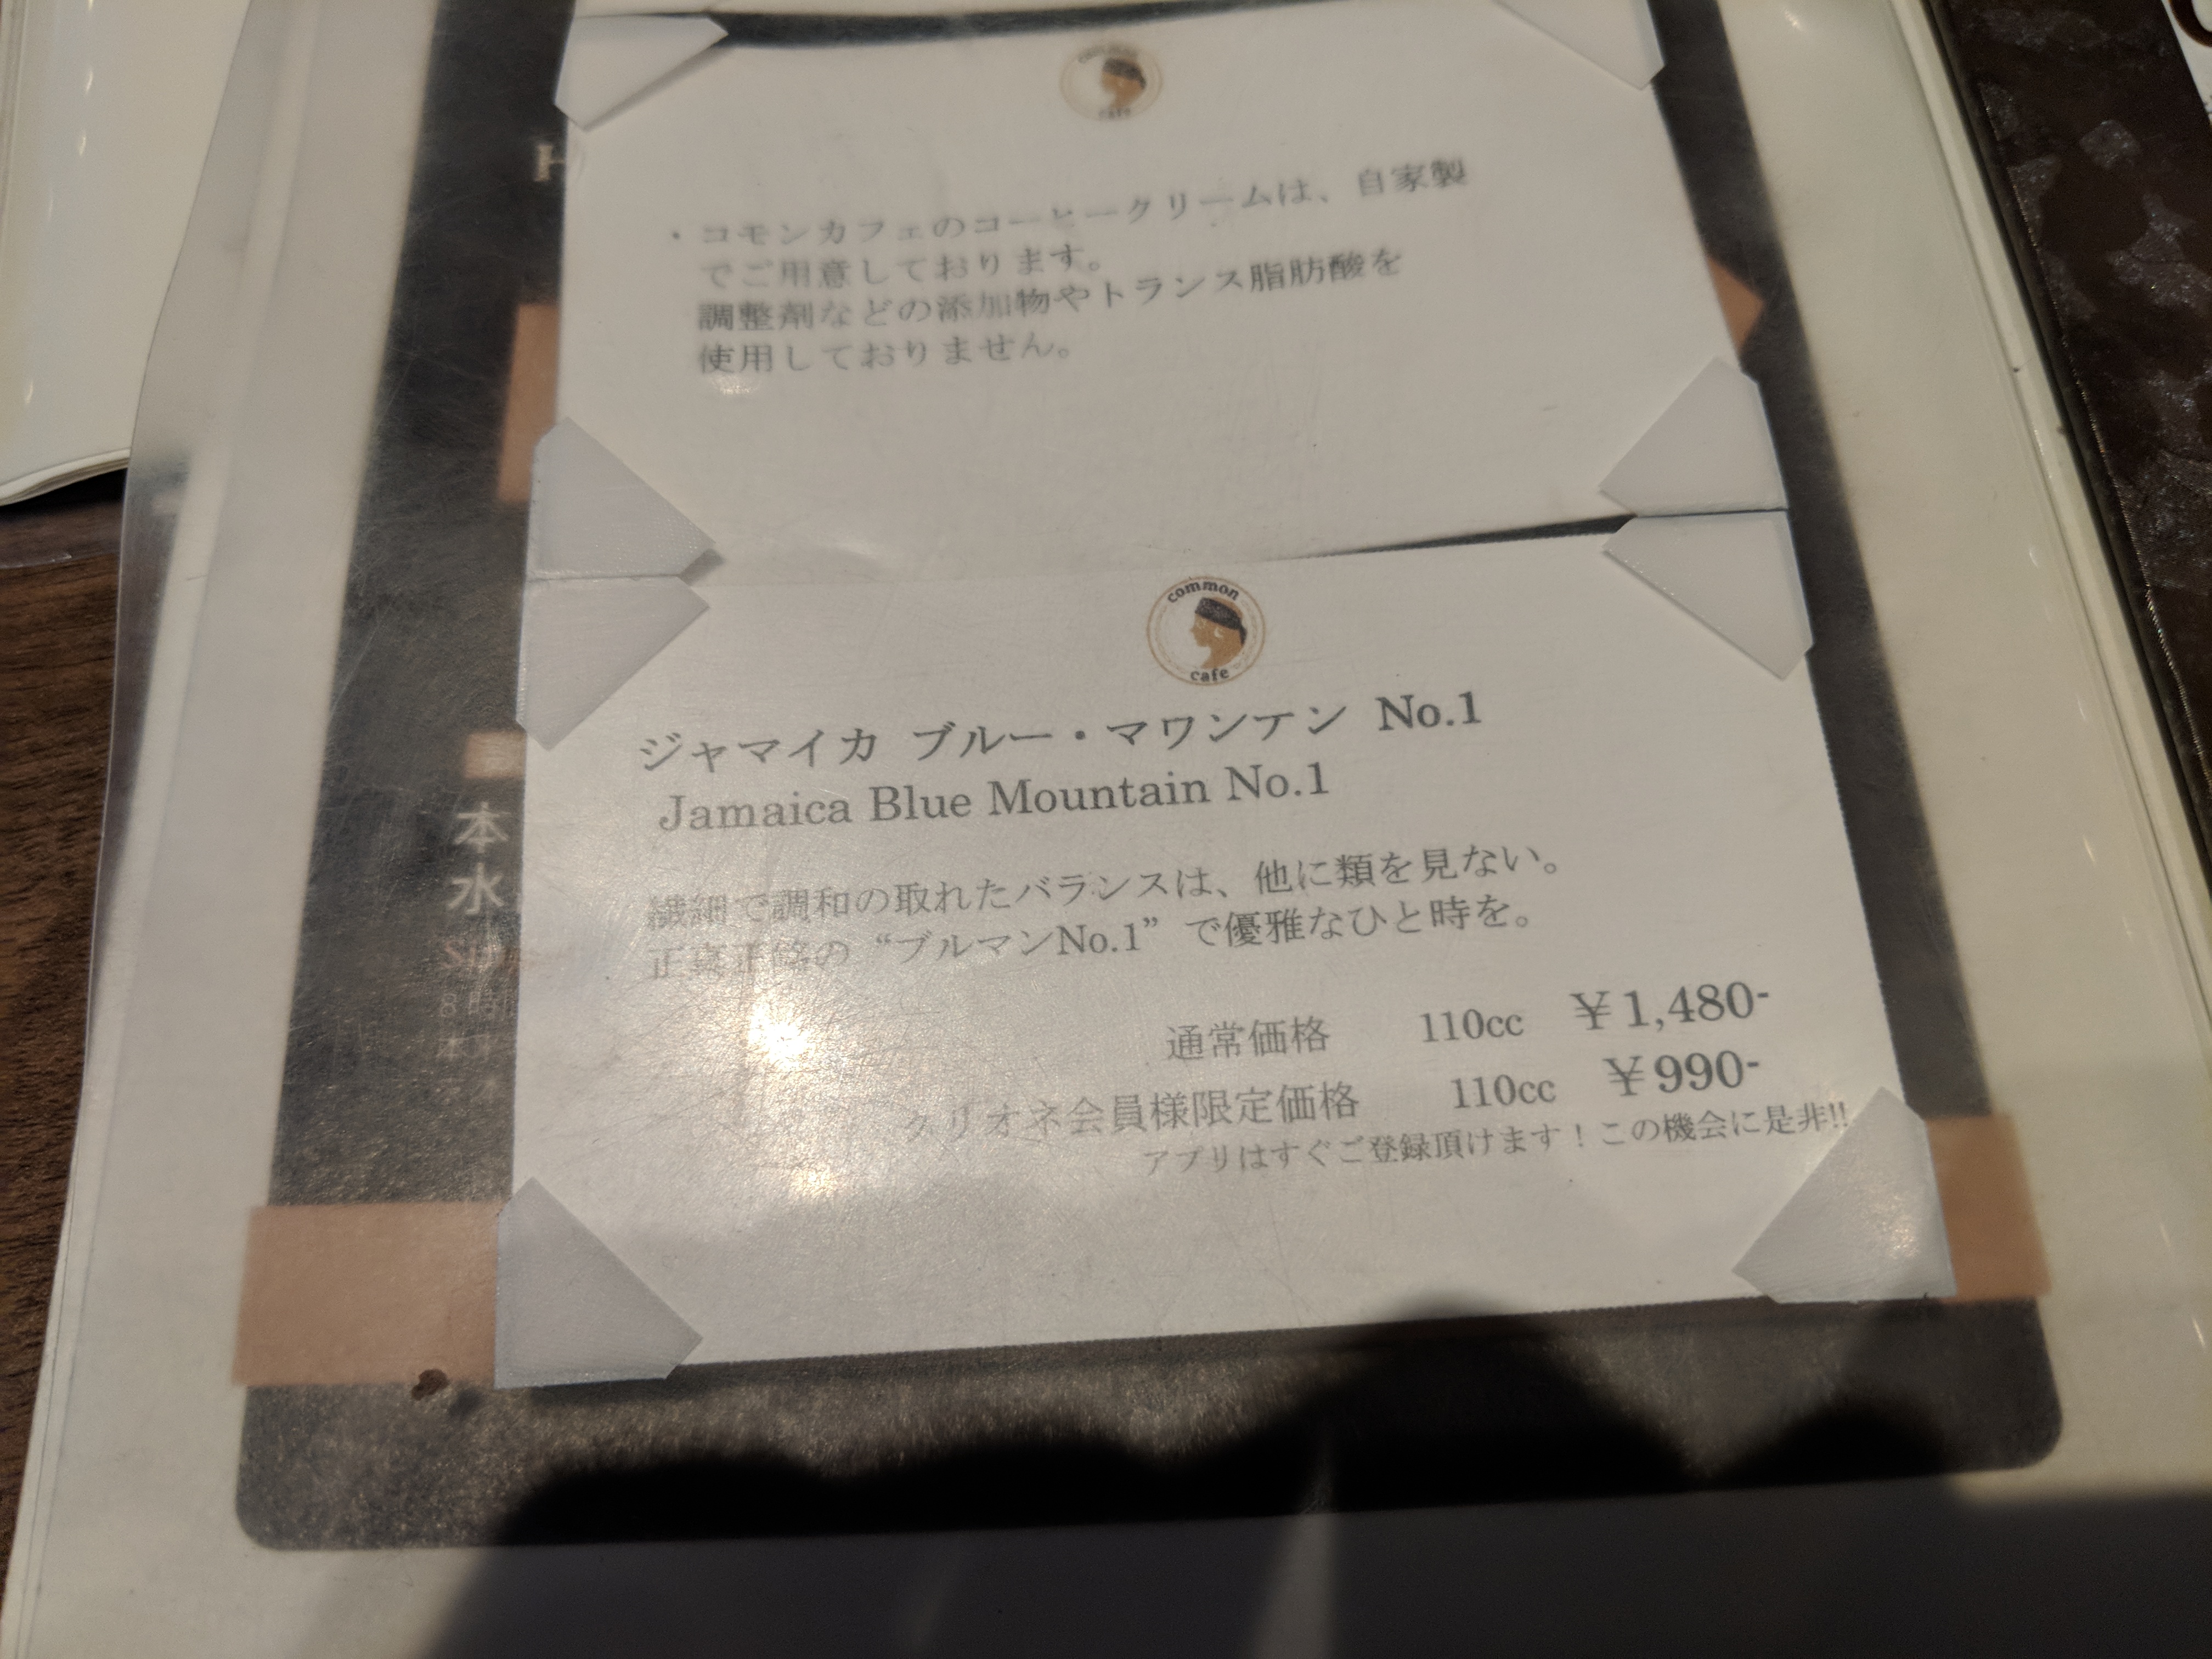 ・コモンカフェのコーヒークリームは、自家製
でご用意しております。
調整剤などの添加物やトランス脂肪酸を
使用しておりません。
common
cafe
ジャマイカ ブルー・マウンテン No.1
Jamaica Blue Mountain No.1
繊細で調和の取れたバランスは、他に類を見ない。
正真正銘の“ブルマンNo.1”で優雅なひと時を。
通常価格 110cc ¥1,480-
クリオネ会員様限定価格 110cc ¥990-
アプリはすぐご登録頂けます！この機会に是非!!
本
水